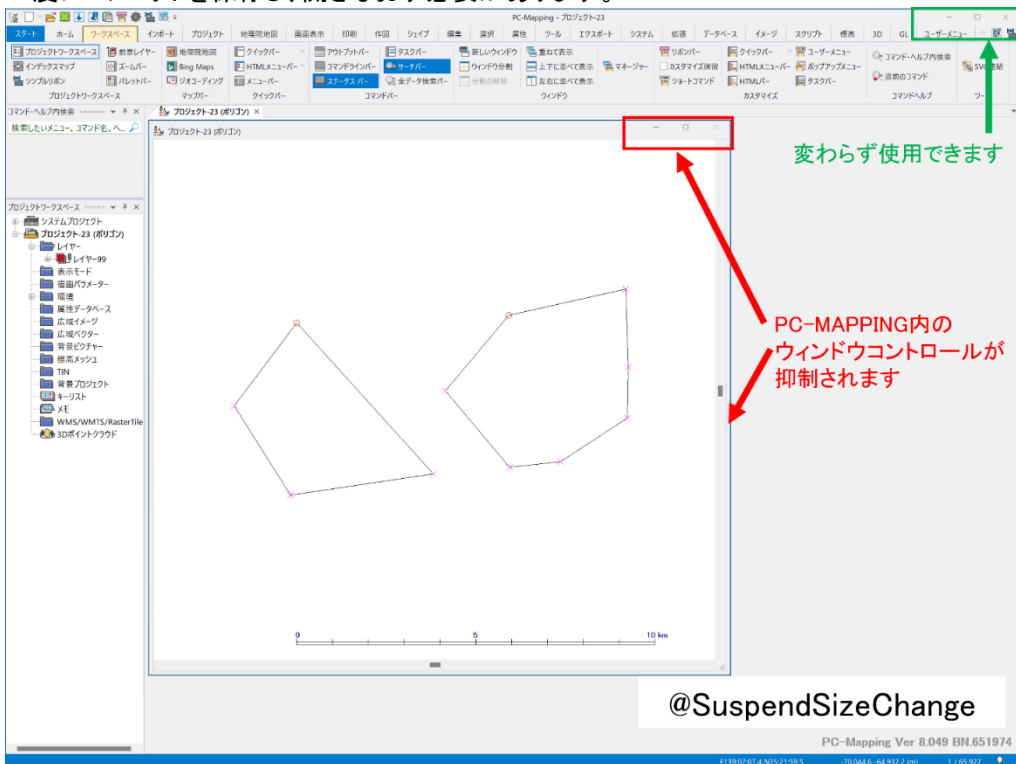 PC-Mapping - プロジェクト-23
スタート ホーム ワークスペース インポート プロジェクト 地理院地図 画面表示 印刷 作図 シェイプ 編集 選択 属性 ツール エクスポート システム 拡張 データベース イメージ スクリプト 標高 3D GL ユーザーメニュー
プロジェクトワークスペース 背景レイヤー 地理院地図 クイックバー アウトプットバー タスクバー 新しいウィンドウ 重ねて表示 リボンバー クイックバー ユーザーメニュー
インデックスマップ ズームバー Bing Maps HTMLメニューバー コマンドラインバー サーチバー ウィンドウ分割 上下に並べて表示 マネージャー カスタマイズ保留 HTMLメニューバー ポップアップメニュー コマンド・ヘルプ内検索
シンプルリボン パレットバー ジオコーディング メニューバー ステータス バー 全データ検索バー 分割の解除 左右に並べて表示 ショートコマンド HTMLバー タスクバー 直前のコマンド
プロジェクトワークスペース マップバー クイックバー コマンドバー ウィンドウ カスタマイズ コマンドヘルプ
コマンド・ヘルプ内検索
検索したいメニュー、コマンド名、ヘ...
プロジェクト-23 (ポリゴン)
プロジェクト-23 (ポリゴン)
変わらず使用できます
プロジェクトワークスペース
システムプロジェクト
プロジェクト-23 (ポリゴン)
レイヤー
レイヤー99
表示モード
描画パラメーター
環境
属性データベース
広域イメージ
広域ベクター
背景ピクチャー
標高メッシュ
TIN
背景プロジェクト
キーリスト
メモ
WMS/WMTS/RasterTile
3Dポイントクラウド
PC-MAPPING内の
ウィンドウコントロールが
抑制されます
0 5 10 km
@SuspendSizeChange
PC-Mapping Ver 8.049 BN.651974
E139:07:07.4 N35:21:59.5 -70,044.6 -64,937.2 (m) 1 / 65,927